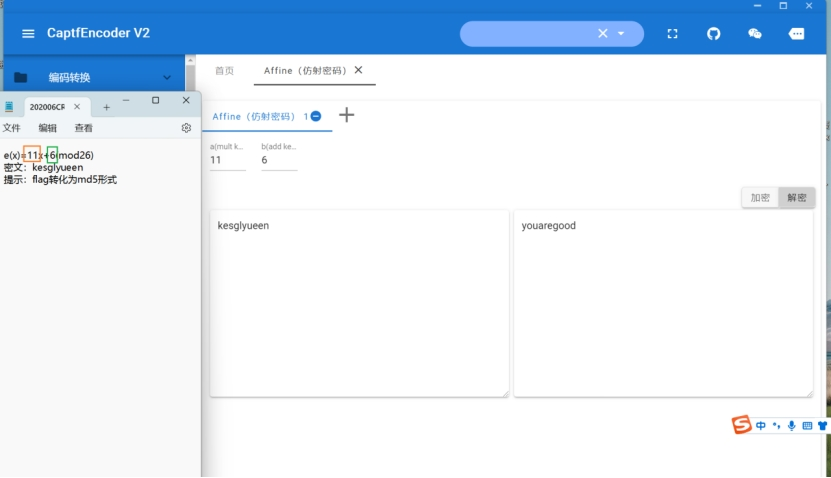 CaptfEncoder V2
编码转换
首页
Affine（仿射密码）
202006CR
文件
编辑
查看
Affine（仿射密码） 1
a(mult k...
b(add ke...
11
6
e(x)=11x+6(mod26)
密文：kesglyueen
提示：flag转化为md5形式
加密
解密
kesglyueen
youaregood
中